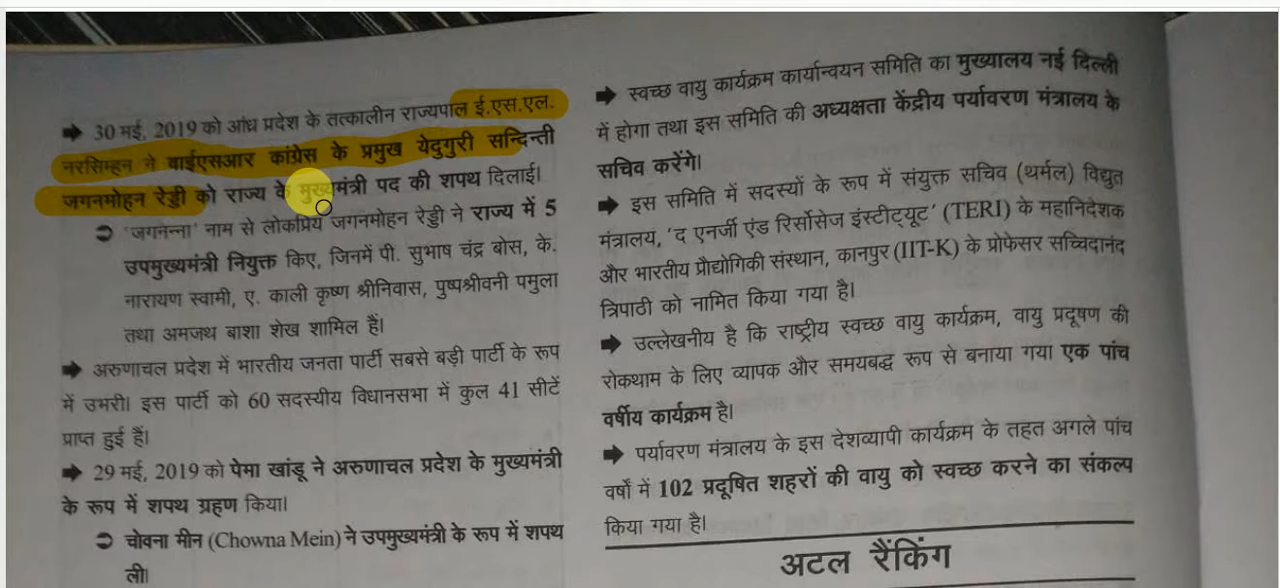 ➡ 30 मई, 2019 को आंध्र प्रदेश के तत्कालीन राज्यपाल ई.एस.एल.
नरसिम्हन ने वाईएसआर कांग्रेस के प्रमुख येदुगुरी सन्दिन्ती
जगनमोहन रेड्डी को राज्य के मुख्यमंत्री पद की शपथ दिलाई।
➲ 'जगनन्ना' नाम से लोकप्रिय जगनमोहन रेड्डी ने राज्य में 5
उपमुख्यमंत्री नियुक्त किए, जिनमें पी. सुभाष चंद्र बोस, के.
नारायण स्वामी, ए. काली कृष्ण श्रीनिवास, पुष्पश्रीवनी पमुला
तथा अमजथ बाशा शेख शामिल हैं।
➡ अरुणाचल प्रदेश में भारतीय जनता पार्टी सबसे बड़ी पार्टी के रूप
में उभरी। इस पार्टी को 60 सदस्यीय विधानसभा में कुल 41 सीटें
प्राप्त हुई हैं।
➡ 29 मई, 2019 को पेमा खांडू ने अरुणाचल प्रदेश के मुख्यमंत्री
के रूप में शपथ ग्रहण किया।
➲ चोवना मीन (Chowna Mein) ने उपमुख्यमंत्री के रूप में शपथ
ली।
➡ स्वच्छ वायु कार्यक्रम कार्यान्वयन समिति का मुख्यालय नई दिल्ली
में होगा तथा इस समिति की अध्यक्षता केंद्रीय पर्यावरण मंत्रालय के
सचिव करेंगे।
➡ इस समिति में सदस्यों के रूप में संयुक्त सचिव (थर्मल) विद्युत
मंत्रालय, 'द एनर्जी एंड रिर्सोसेज इंस्टीट्यूट' (TERI) के महानिदेशक
और भारतीय प्रौद्योगिकी संस्थान, कानपुर (IIT-K) के प्रोफेसर सच्चिदानंद
त्रिपाठी को नामित किया गया है।
➡ उल्लेखनीय है कि राष्ट्रीय स्वच्छ वायु कार्यक्रम, वायु प्रदूषण की
रोकथाम के लिए व्यापक और समयबद्ध रूप से बनाया गया एक पांच
वर्षीय कार्यक्रम है।
➡ पर्यावरण मंत्रालय के इस देशव्यापी कार्यक्रम के तहत अगले पांच
वर्षों में 102 प्रदूषित शहरों की वायु को स्वच्छ करने का संकल्प
किया गया है।
अटल रैंकिंग